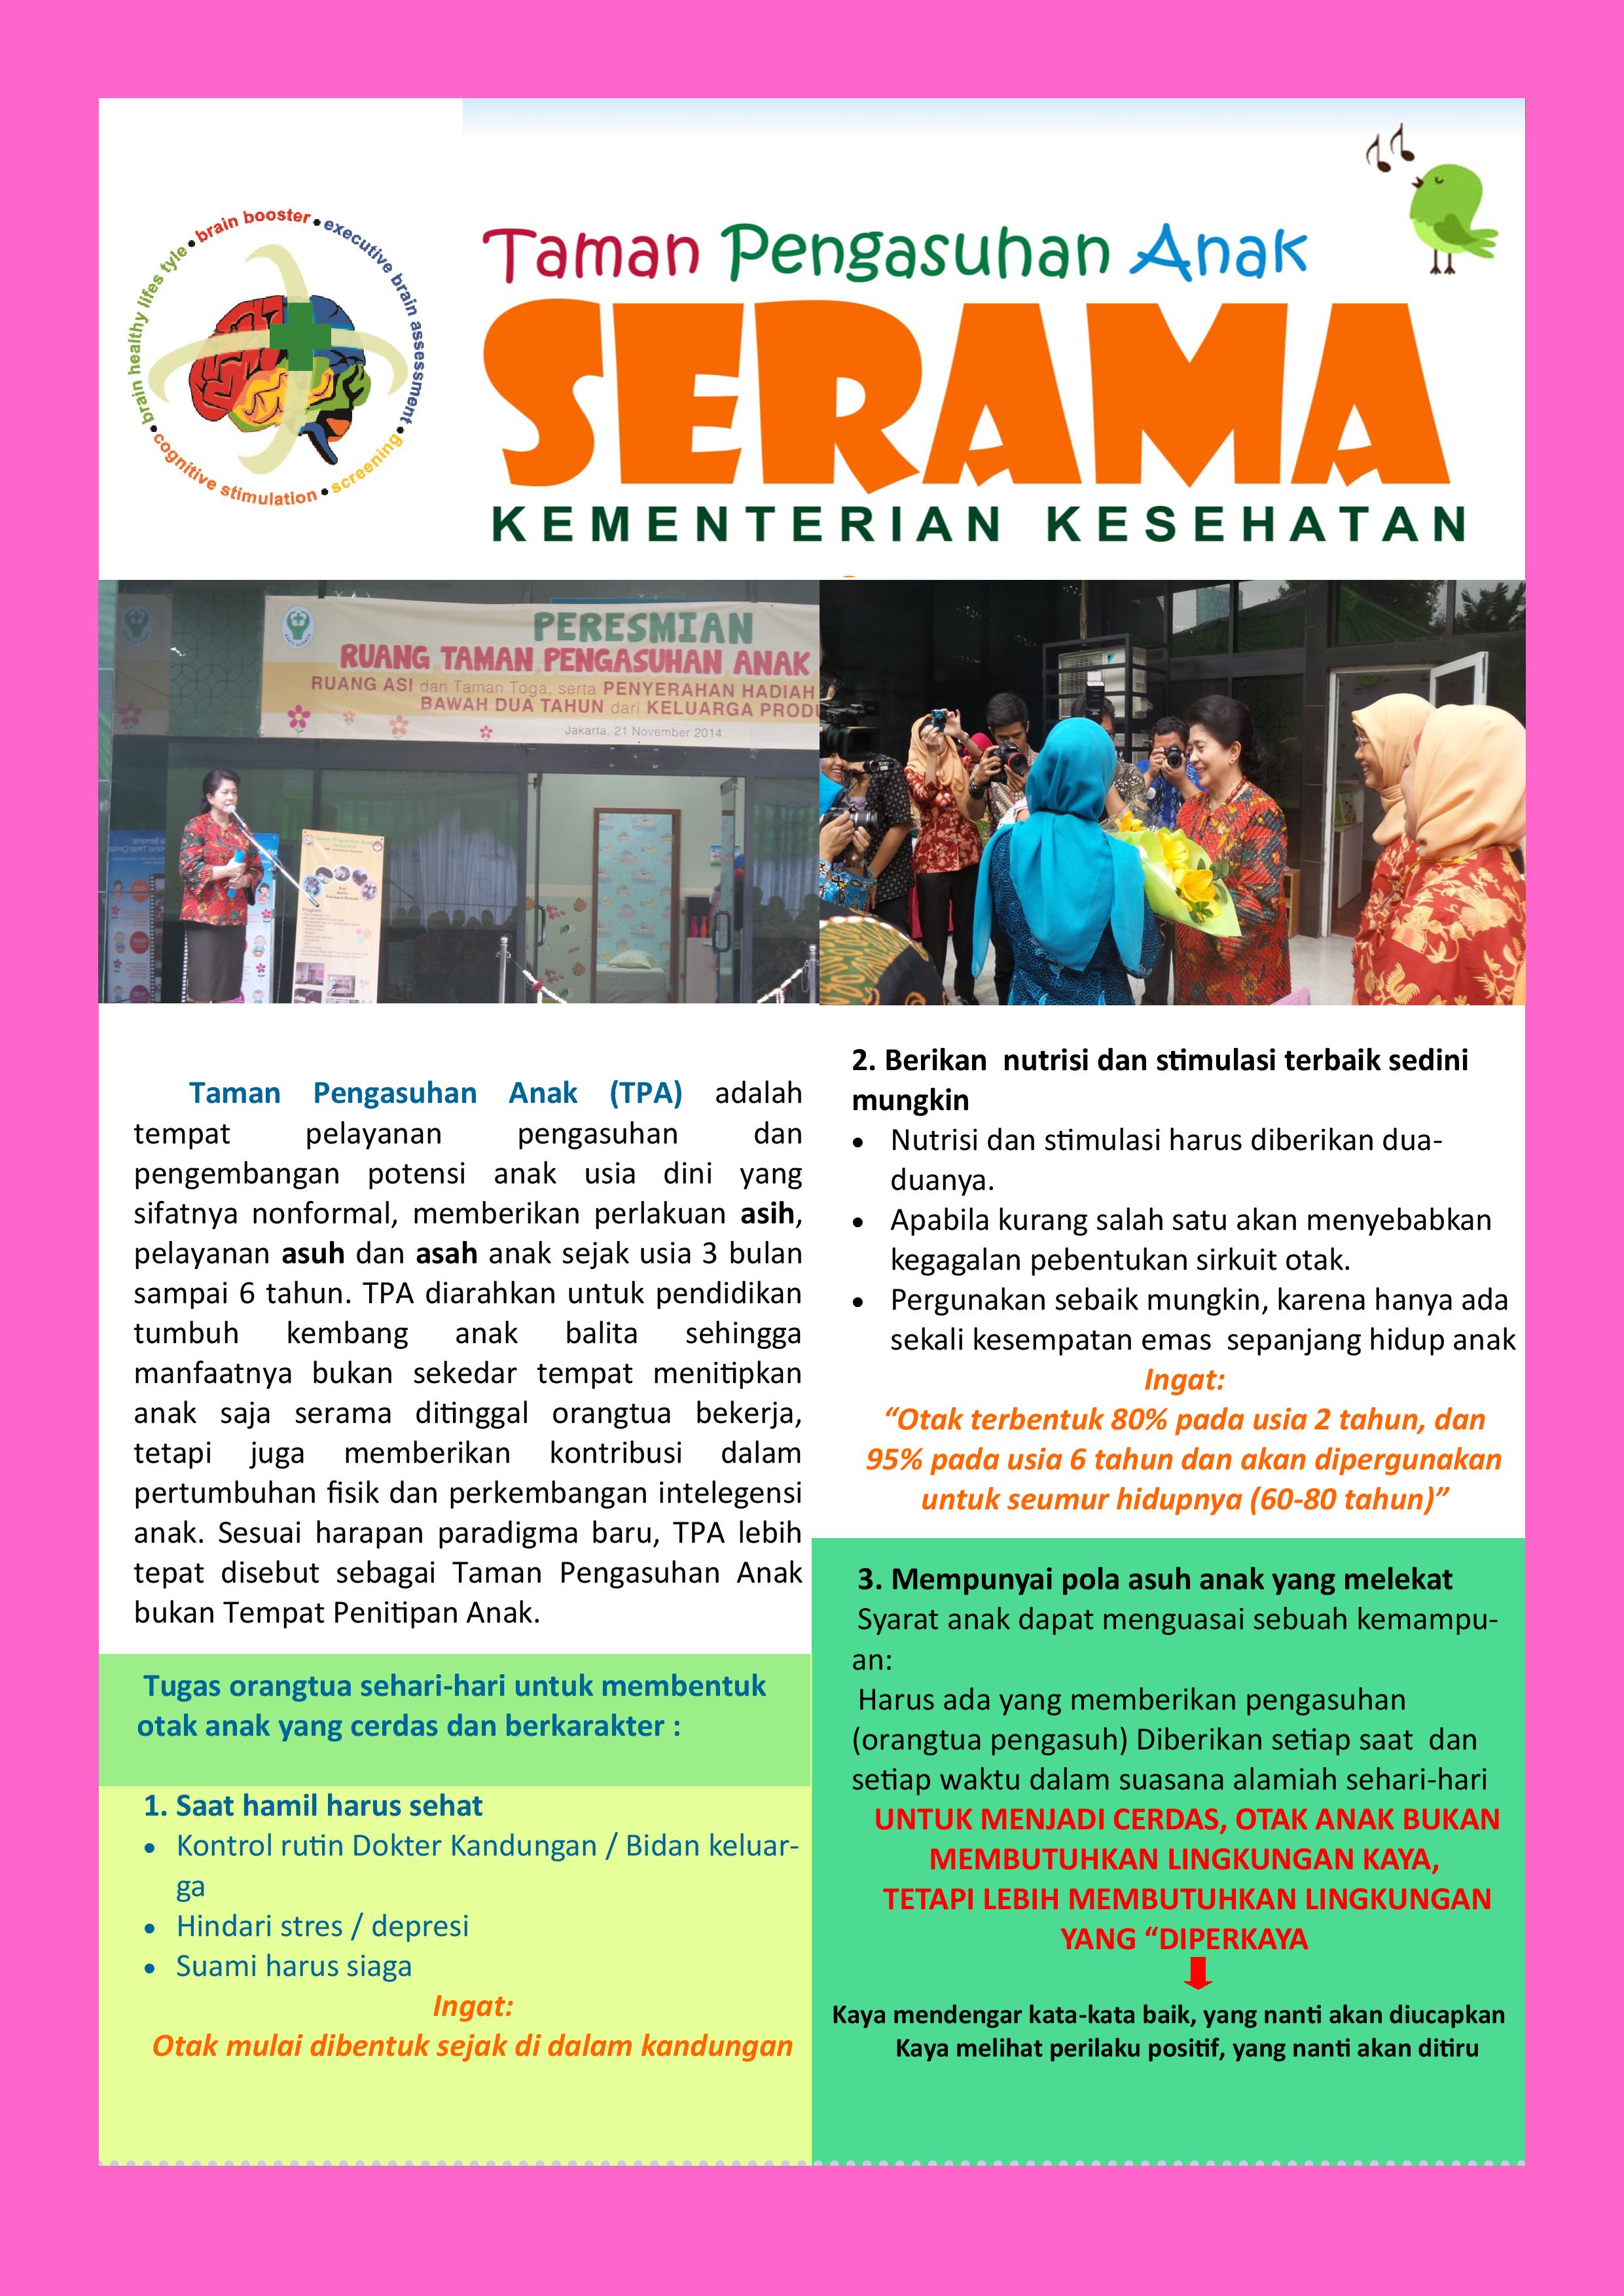 brain healthy lifes tyle • brain booster • executive brain assessment • screening • cognitive stimulation
Taman Pengasuhan Anak
SERAMA
KEMENTERIAN KESEHATAN
PERESMIAN
RUANG TAMAN PENGASUHAN ANAK
RUANG ASI dan Taman Toga, serta PENYERAHAN HADIAH
BAWAH DUA TAHUN dari KELUARGA PRODU
Jakarta, 21 November 2014
Taman Pengasuhan Anak (TPA) adalah
tempat pelayanan pengasuhan dan
pengembangan potensi anak usia dini yang
sifatnya nonformal, memberikan perlakuan asih,
pelayanan asuh dan asah anak sejak usia 3 bulan
sampai 6 tahun. TPA diarahkan untuk pendidikan
tumbuh kembang anak balita sehingga
manfaatnya bukan sekedar tempat menitipkan
anak saja serama ditinggal orangtua bekerja,
tetapi juga memberikan kontribusi dalam
pertumbuhan fisik dan perkembangan intelegensi
anak. Sesuai harapan paradigma baru, TPA lebih
tepat disebut sebagai Taman Pengasuhan Anak
bukan Tempat Penitipan Anak.
Tugas orangtua sehari-hari untuk membentuk
otak anak yang cerdas dan berkarakter :
1. Saat hamil harus sehat
• Kontrol rutin Dokter Kandungan / Bidan keluar-
ga
• Hindari stres / depresi
• Suami harus siaga
Ingat:
Otak mulai dibentuk sejak di dalam kandungan
2. Berikan  nutrisi dan stimulasi terbaik sedini
mungkin
• Nutrisi dan stimulasi harus diberikan dua-
duanya.
• Apabila kurang salah satu akan menyebabkan
kegagalan pebentukan sirkuit otak.
• Pergunakan sebaik mungkin, karena hanya ada
sekali kesempatan emas  sepanjang hidup anak
Ingat:
“Otak terbentuk 80% pada usia 2 tahun, dan
95% pada usia 6 tahun dan akan dipergunakan
untuk seumur hidupnya (60-80 tahun)”
3. Mempunyai pola asuh anak yang melekat
Syarat anak dapat menguasai sebuah kemampu-
an:
Harus ada yang memberikan pengasuhan
(orangtua pengasuh) Diberikan setiap saat  dan
setiap waktu dalam suasana alamiah sehari-hari
UNTUK MENJADI CERDAS, OTAK ANAK BUKAN
MEMBUTUHKAN LINGKUNGAN KAYA,
TETAPI LEBIH MEMBUTUHKAN LINGKUNGAN
YANG “DIPERKAYA
Kaya mendengar kata-kata baik, yang nanti akan diucapkan
Kaya melihat perilaku positif, yang nanti akan ditiru